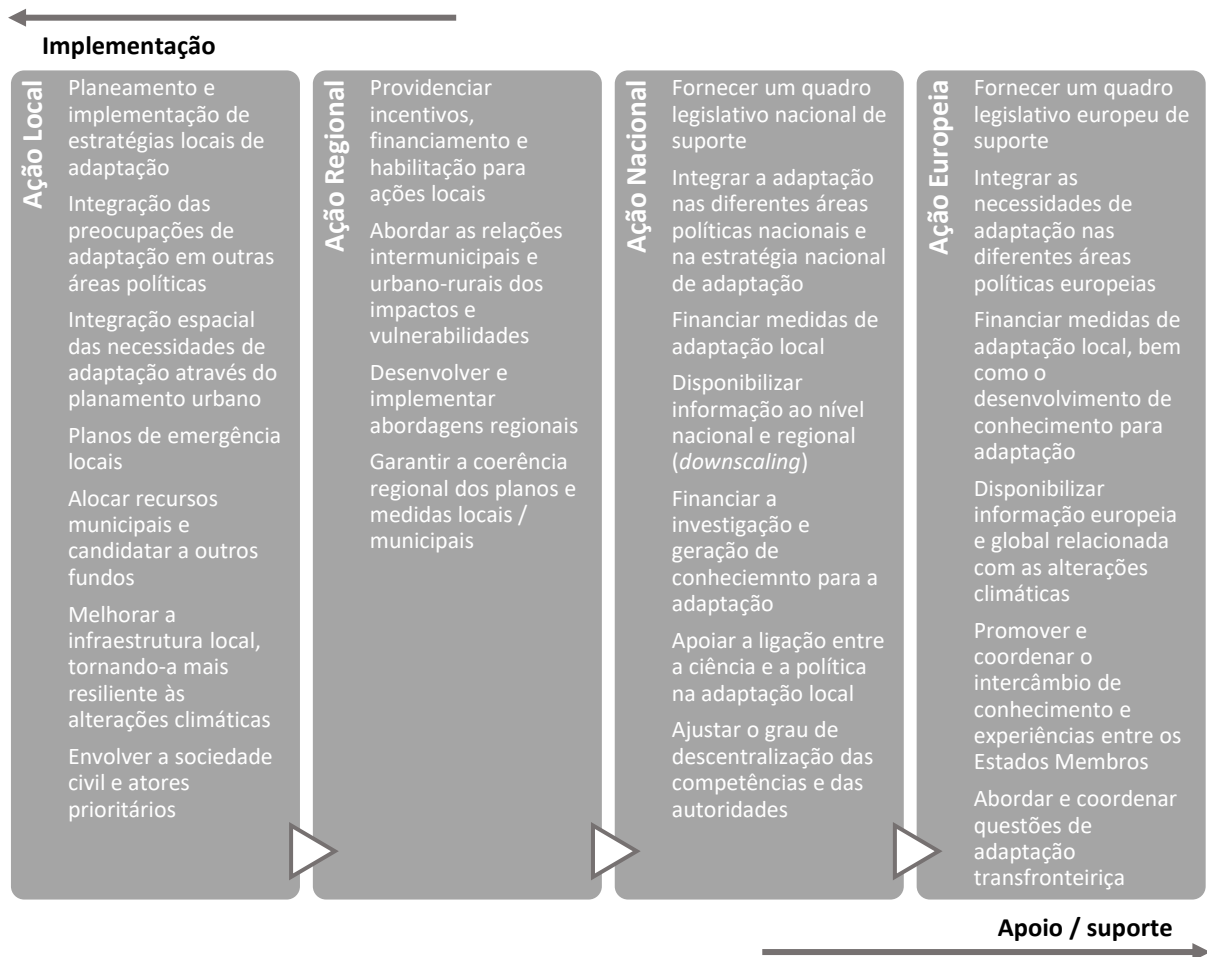 Implementação
Ação Local
Planeamento e
implementação de
estratégias locais de
adaptação
Integração das
preocupações de
adaptação em outras
áreas políticas
Integração espacial
das necessidades de
adaptação através do
planamento urbano
Planos de emergência
locais
Alocar recursos
municipais e
candidatar a outros
fundos
Melhorar a
infraestrutura local,
tornando-a mais
resiliente às
alterações climáticas
Envolver a sociedade
civil e atores
prioritários
Ação Regional
Providenciar
incentivos,
financiamento e
habilitação para
ações locais
Abordar as relações
intermunicipais e
urbano-rurais dos
impactos e
vulnerabilidades
Desenvolver e
implementar
abordagens regionais
Garantir a coerência
regional dos planos e
medidas locais /
municipais
Ação Nacional
Fornecer um quadro
legislativo nacional de
suporte
Integrar a adaptação
nas diferentes áreas
políticas nacionais e
na estratégia nacional
de adaptação
Financiar medidas de
adaptação local
Disponibilizar
informação ao nível
nacional e regional
(downscaling)
Financiar a
investigação e
geração de
conheciemnto para a
adaptação
Apoiar a ligação entre
a ciência e a política
na adaptação local
Ajustar o grau de
descentralização das
competências e das
autoridades
Ação Europeia
Fornecer um quadro
legislativo europeu de
suporte
Integrar as
necessidades de
adaptação nas
diferentes áreas
políticas europeias
Financiar medidas de
adaptação local, bem
como o
desenvolvimento de
conhecimento para
adaptação
Disponibilizar
informação europeia
e global relacionada
com as alterações
climáticas
Promover e
coordenar o
intercâmbio de
conhecimento e
experiências entre os
Estados Membros
Abordar e coordenar
questões de
adaptação
transfronteiriça
Apoio / suporte